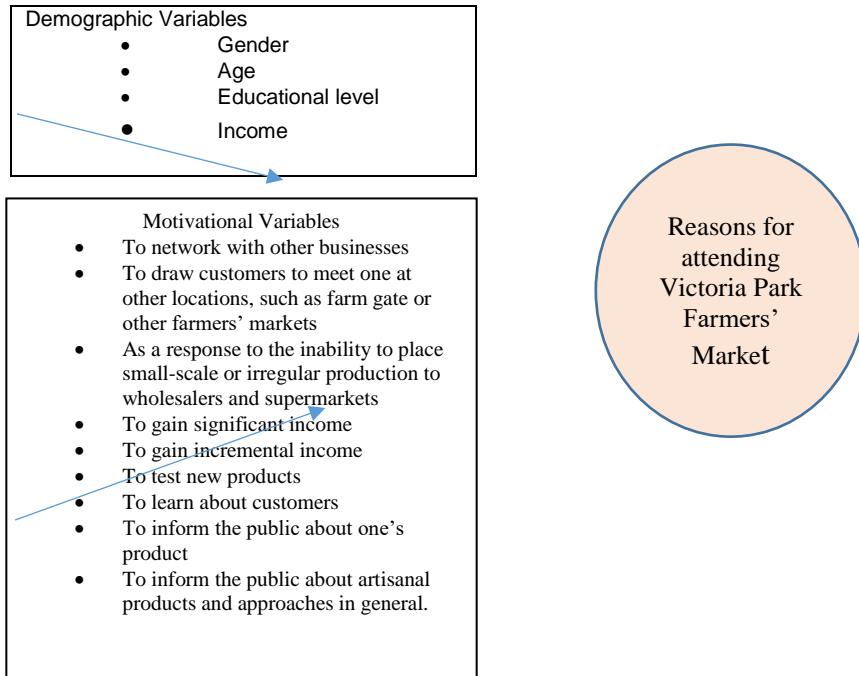 Demographic Variables
• Gender
• Age
• Educational level
• Income
Motivational Variables
• To network with other businesses
• To draw customers to meet one at
other locations, such as farm gate or
other farmers’ markets
• As a response to the inability to place
small-scale or irregular production to
wholesalers and supermarkets
• To gain significant income
• To gain incremental income
• To test new products
• To learn about customers
• To inform the public about one’s
product
• To inform the public about artisanal
products and approaches in general.
Reasons for
attending
Victoria Park
Farmers’
Market